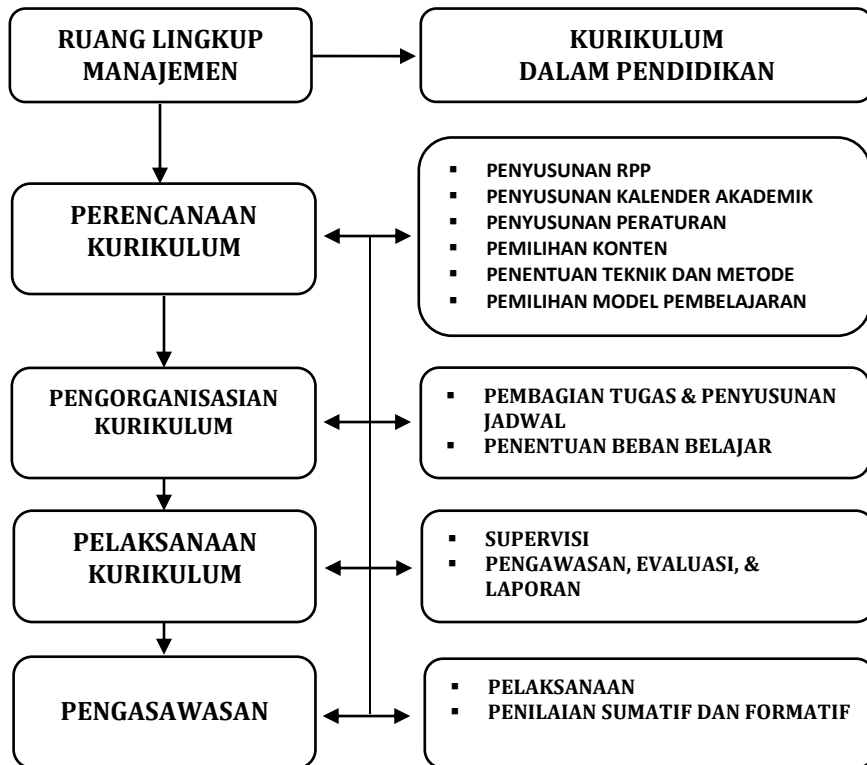 RUANG LINGKUP
MANAJEMEN
KURIKULUM
DALAM PENDIDIKAN
PERENCANAAN
KURIKULUM
▪ PENYUSUNAN RPP
▪ PENYUSUNAN KALENDER AKADEMIK
▪ PENYUSUNAN PERATURAN
▪ PEMILIHAN KONTEN
▪ PENENTUAN TEKNIK DAN METODE
▪ PEMILIHAN MODEL PEMBELAJARAN
PENGORGANISASIAN
KURIKULUM
▪ PEMBAGIAN TUGAS & PENYUSUNAN
JADWAL
▪ PENENTUAN BEBAN BELAJAR
PELAKSANAAN
KURIKULUM
▪ SUPERVISI
▪ PENGAWASAN, EVALUASI, &
LAPORAN
PENGASAWASAN
▪ PELAKSANAAN
▪ PENILAIAN SUMATIF DAN FORMATIF